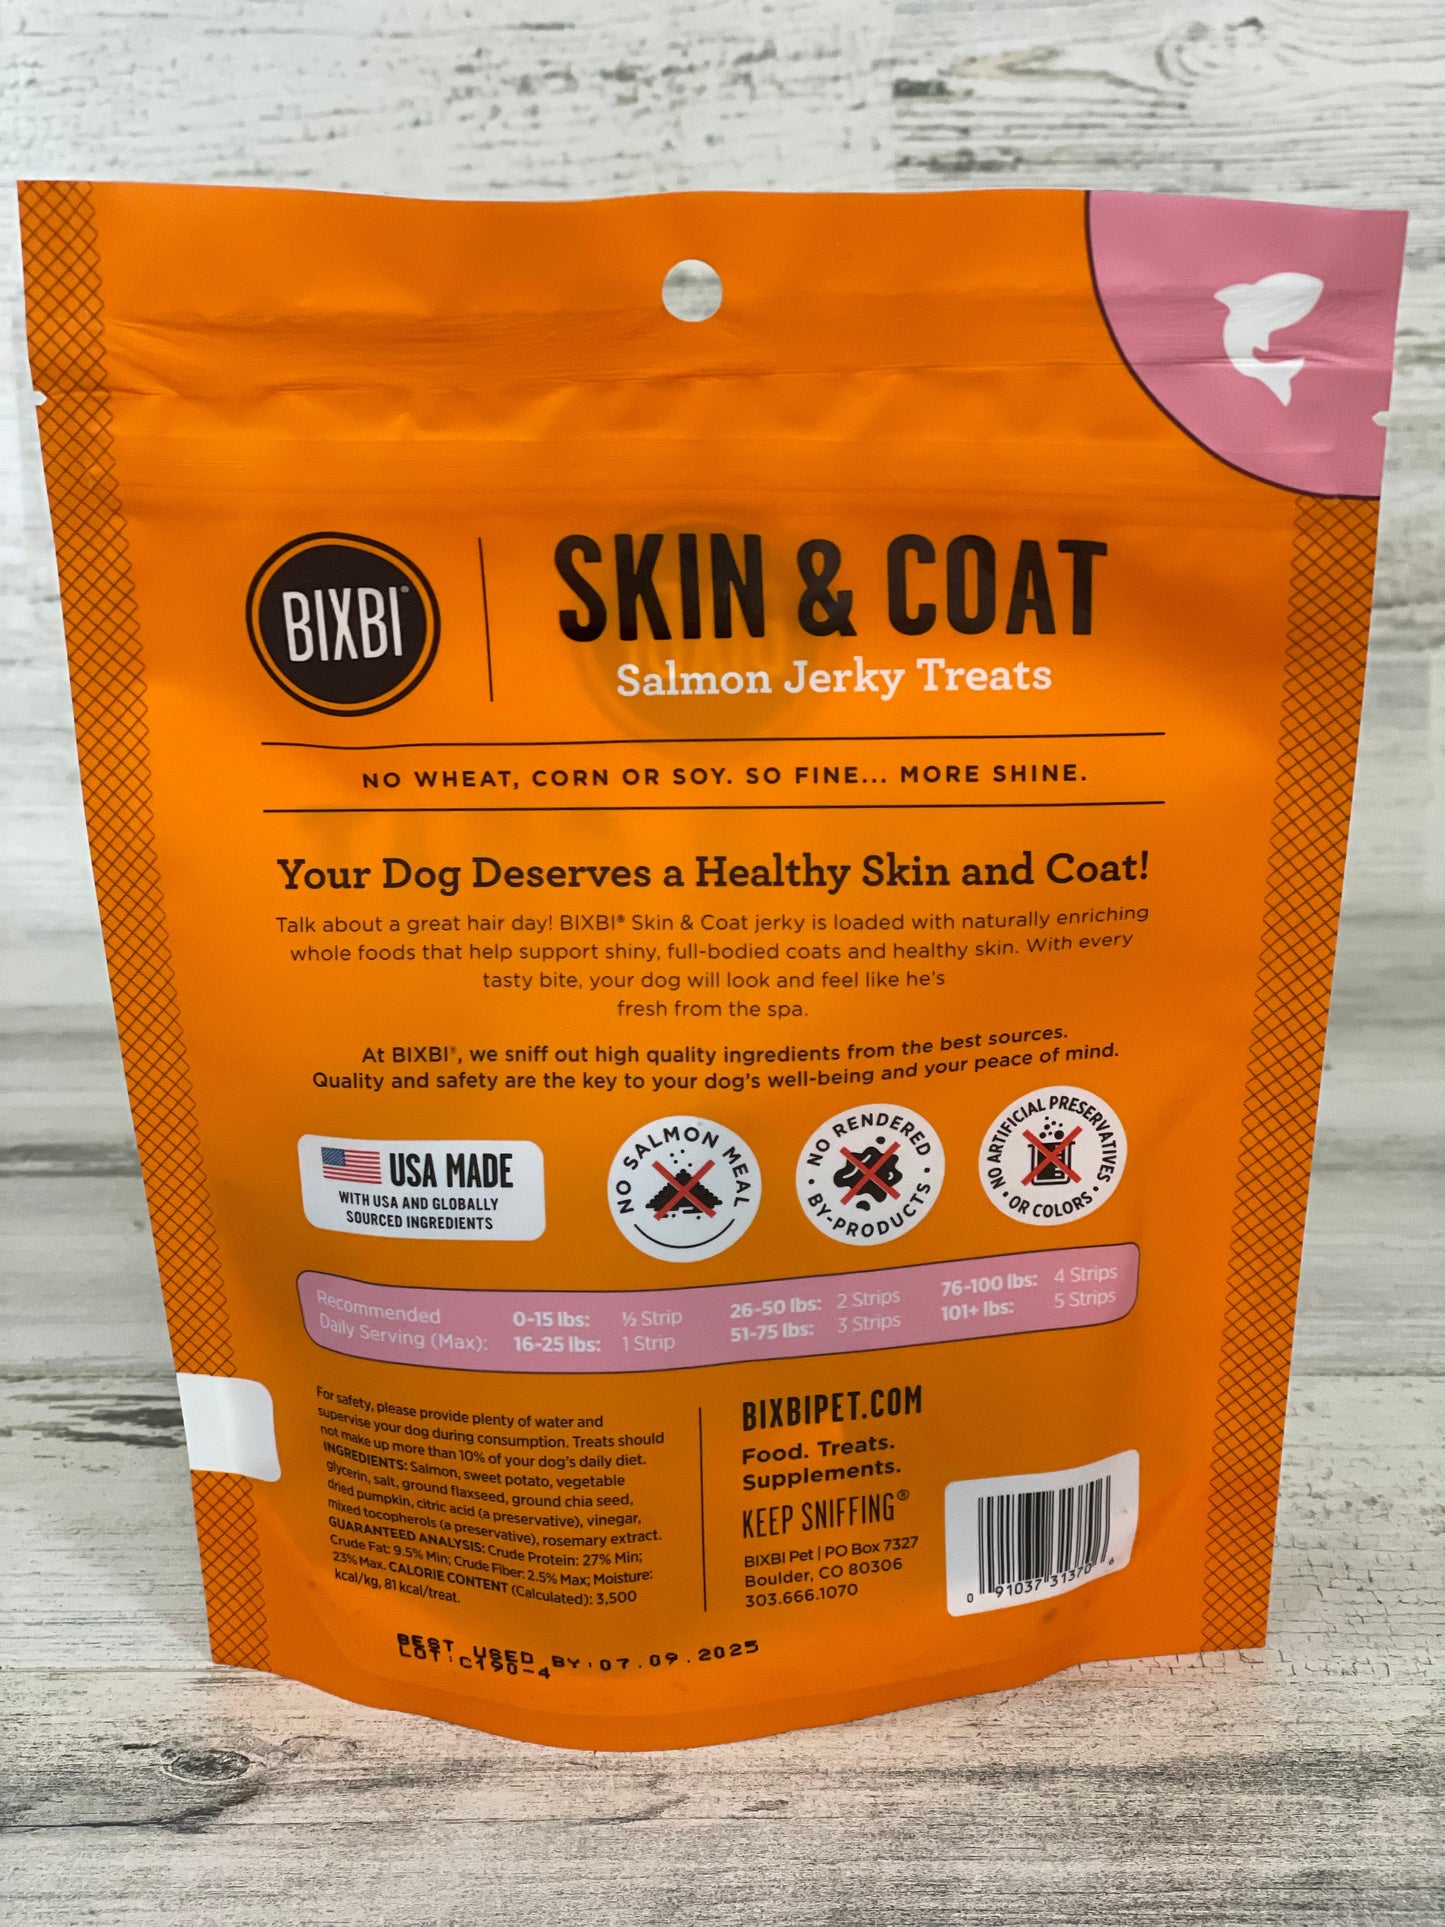 BIXBI®
SKIN & COAT
Salmon Jerky Treats
NO WHEAT, CORN OR SOY. SO FINE... MORE SHINE.
Your Dog Deserves a Healthy Skin and Coat!
Talk about a great hair day! BIXBI® Skin & Coat jerky is loaded with naturally enriching
whole foods that help support shiny, full-bodied coats and healthy skin. With every
tasty bite, your dog will look and feel like he's
fresh from the spa.
At BIXBI®, we sniff out high quality ingredients from the best sources.
Quality and safety are the key to your dog's well-being and your peace of mind.
USA MADE
WITH USA AND GLOBALLY
SOURCED INGREDIENTS
NO SALMON MEAL
NO RENDERED
• BY-PRODUCTS •
NO ARTIFICIAL PRESERVATIVES
• OR COLORS •
Recommended
Daily Serving (Max):
0-15 lbs: ½ Strip
16-25 lbs: 1 Strip
26-50 lbs: 2 Strips
51-75 lbs: 3 Strips
76-100 lbs: 4 Strips
101+ lbs: 5 Strips
For safety, please provide plenty of water and
supervise your dog during consumption. Treats should
not make up more than 10% of your dog's daily diet.
INGREDIENTS: Salmon, sweet potato, vegetable
glycerin, salt, ground flaxseed, ground chia seed,
dried pumpkin, citric acid (a preservative), vinegar,
mixed tocopherols (a preservative), rosemary extract.
GUARANTEED ANALYSIS: Crude Protein: 27% Min;
Crude Fat: 9.5% Min; Crude Fiber: 2.5% Max; Moisture:
23% Max. CALORIE CONTENT (Calculated): 3,500
kcal/kg, 81 kcal/treat.
BIXBIPET.COM
Food. Treats.
Supplements.
KEEP SNIFFING®
BIXBI Pet | PO Box 7327
Boulder, CO 80306
303.666.1070
0 91037 31370 6
BEST USED BY:07.09.2025
LOT:C190-4